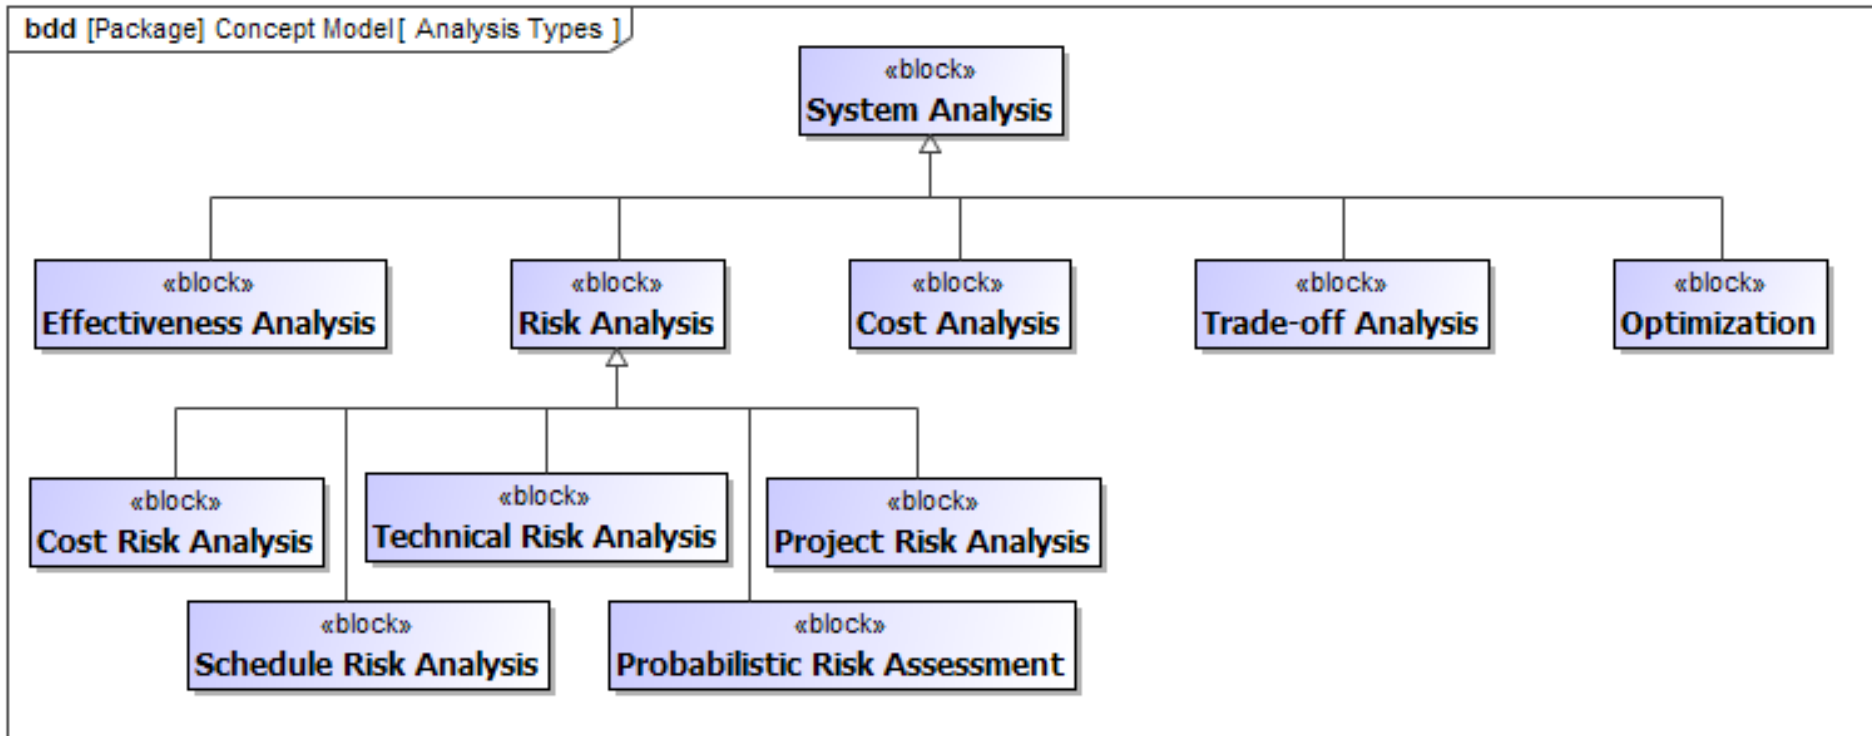 bdd [Package] Concept Model [ Analysis Types ]
«block»
System Analysis
«block»
Effectiveness Analysis
«block»
Risk Analysis
«block»
Cost Analysis
«block»
Trade-off Analysis
«block»
Optimization
«block»
Cost Risk Analysis
«block»
Technical Risk Analysis
«block»
Project Risk Analysis
«block»
Schedule Risk Analysis
«block»
Probabilistic Risk Assessment